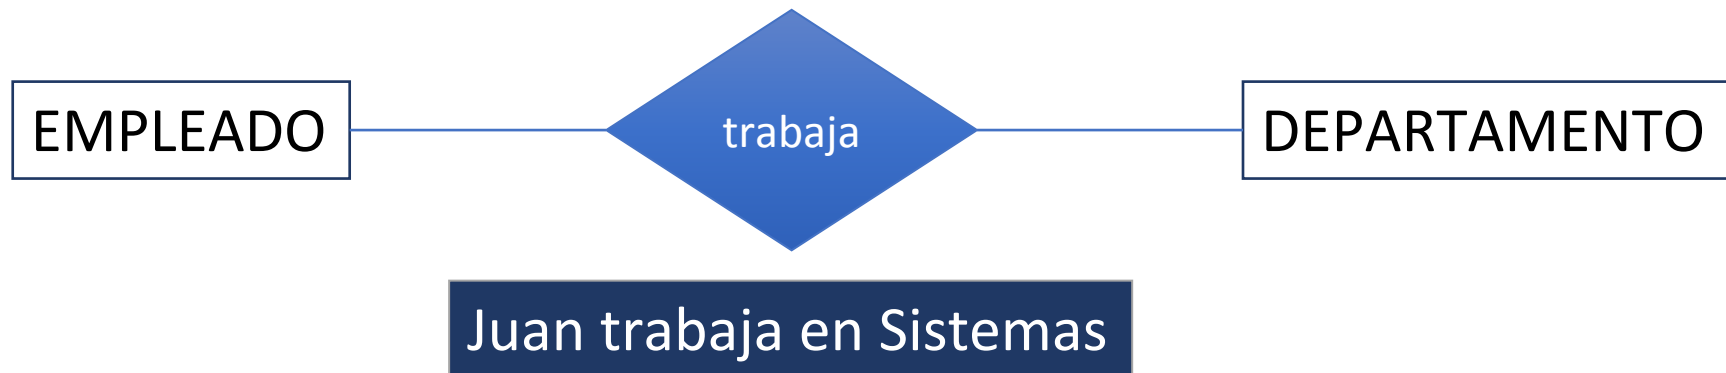 EMPLEADO trabaja DEPARTAMENTO
Juan trabaja en Sistemas